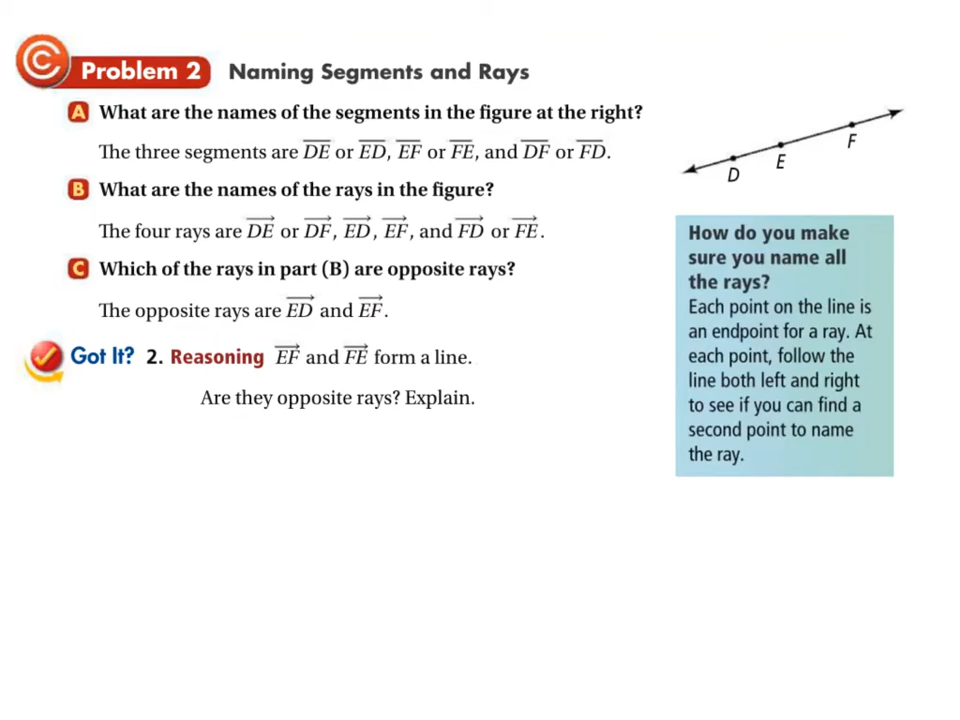 C
Problem 2 Naming Segments and Rays
A What are the names of the segments in the figure at the right?
The three segments are D͞E or E͞D, E͞F or F͞E, and D͞F or F͞D.
B What are the names of the rays in the figure?
The four rays are DE⃗ or DF⃗, ED⃗, EF⃗, and FD⃗ or FE⃗.
C Which of the rays in part (B) are opposite rays?
The opposite rays are ED⃗ and EF⃗.
Got It? 2. Reasoning EF⃗ and FE⃗ form a line.
Are they opposite rays? Explain.
D E F
How do you make
sure you name all
the rays?
Each point on the line is
an endpoint for a ray. At
each point, follow the
line both left and right
to see if you can find a
second point to name
the ray.